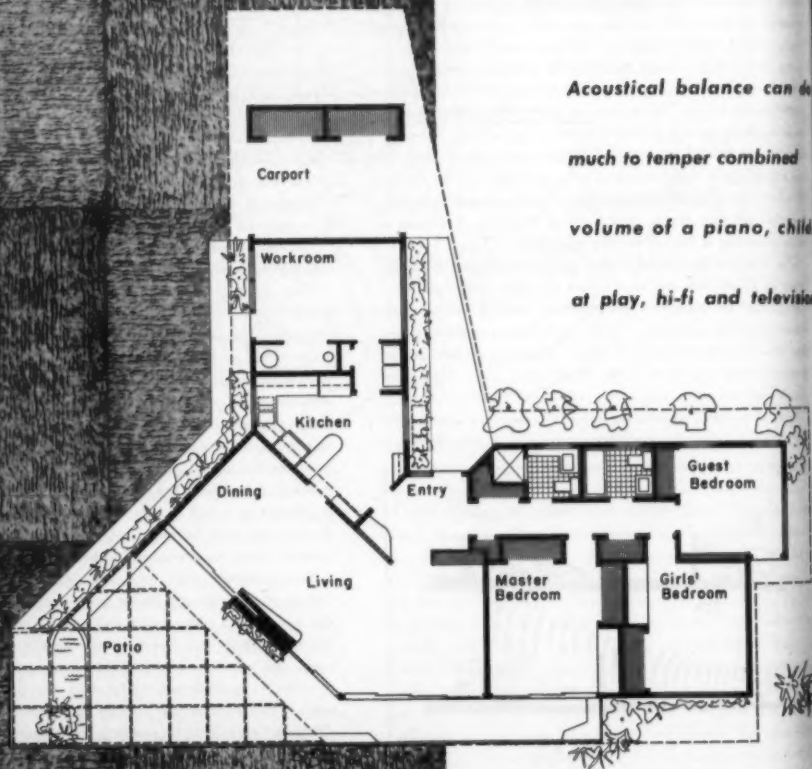 Acoustical balance can
much to temper combined
volume of a piano,
at play, hi-fi and
Carport
Workroom
Kitchen
Dining
Entry
Guest
Bedroom
Living
Master
Bedroom
Girls'
Bedroom
Patio